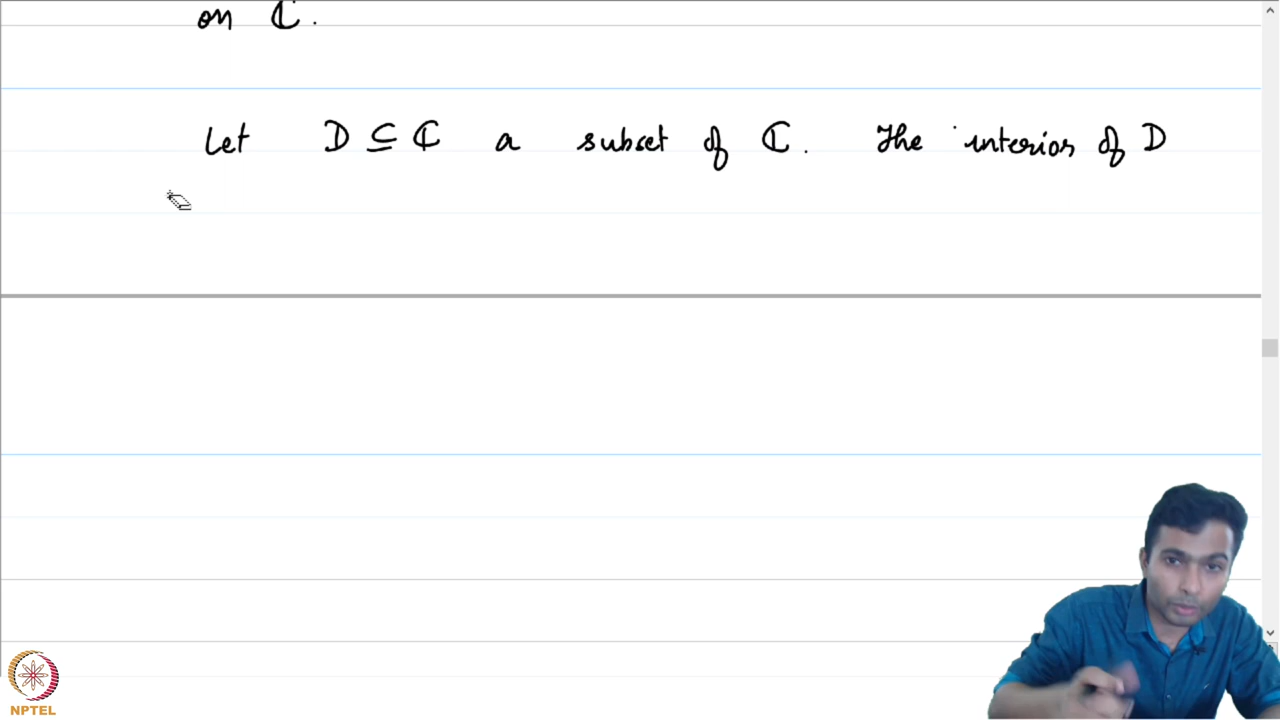 on ℂ.
Let D ⊆ ℂ a subset of ℂ. The interior of D
NPTEL